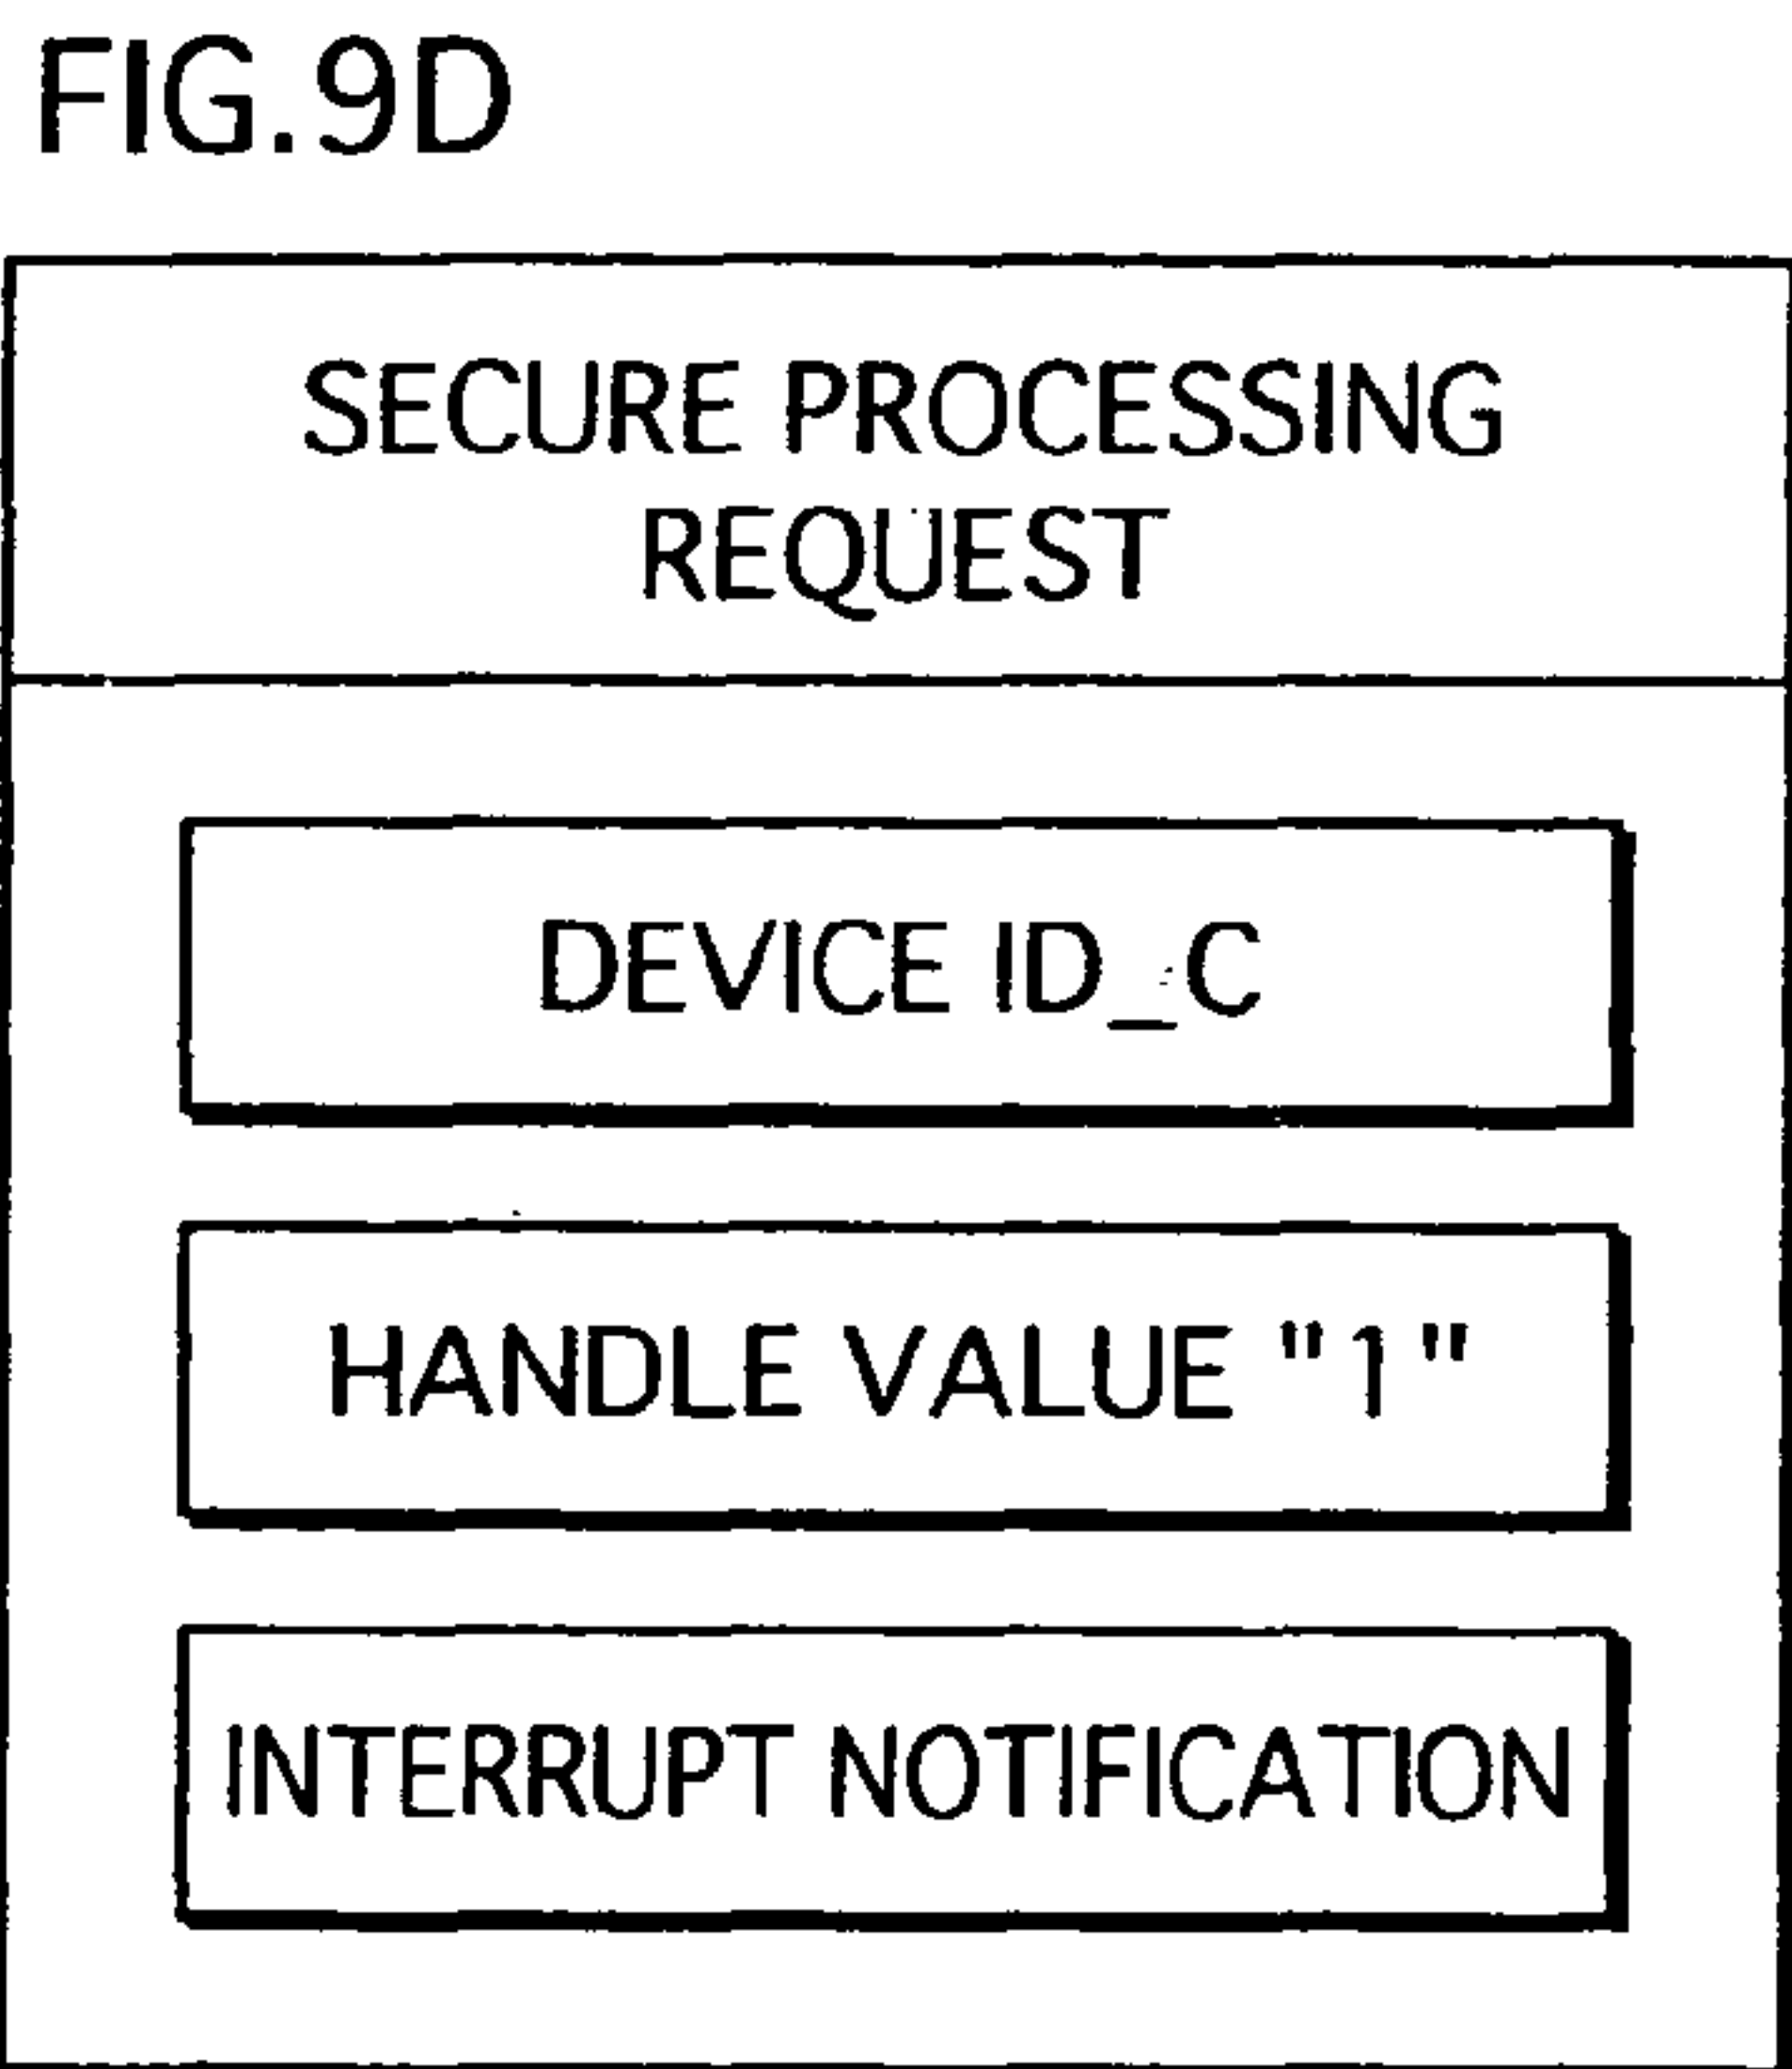 FIG.9D
SECURE PROCESSING
REQUEST
DEVICE ID_C
HANDLE VALUE "1"
INTERRUPT NOTIFICATION